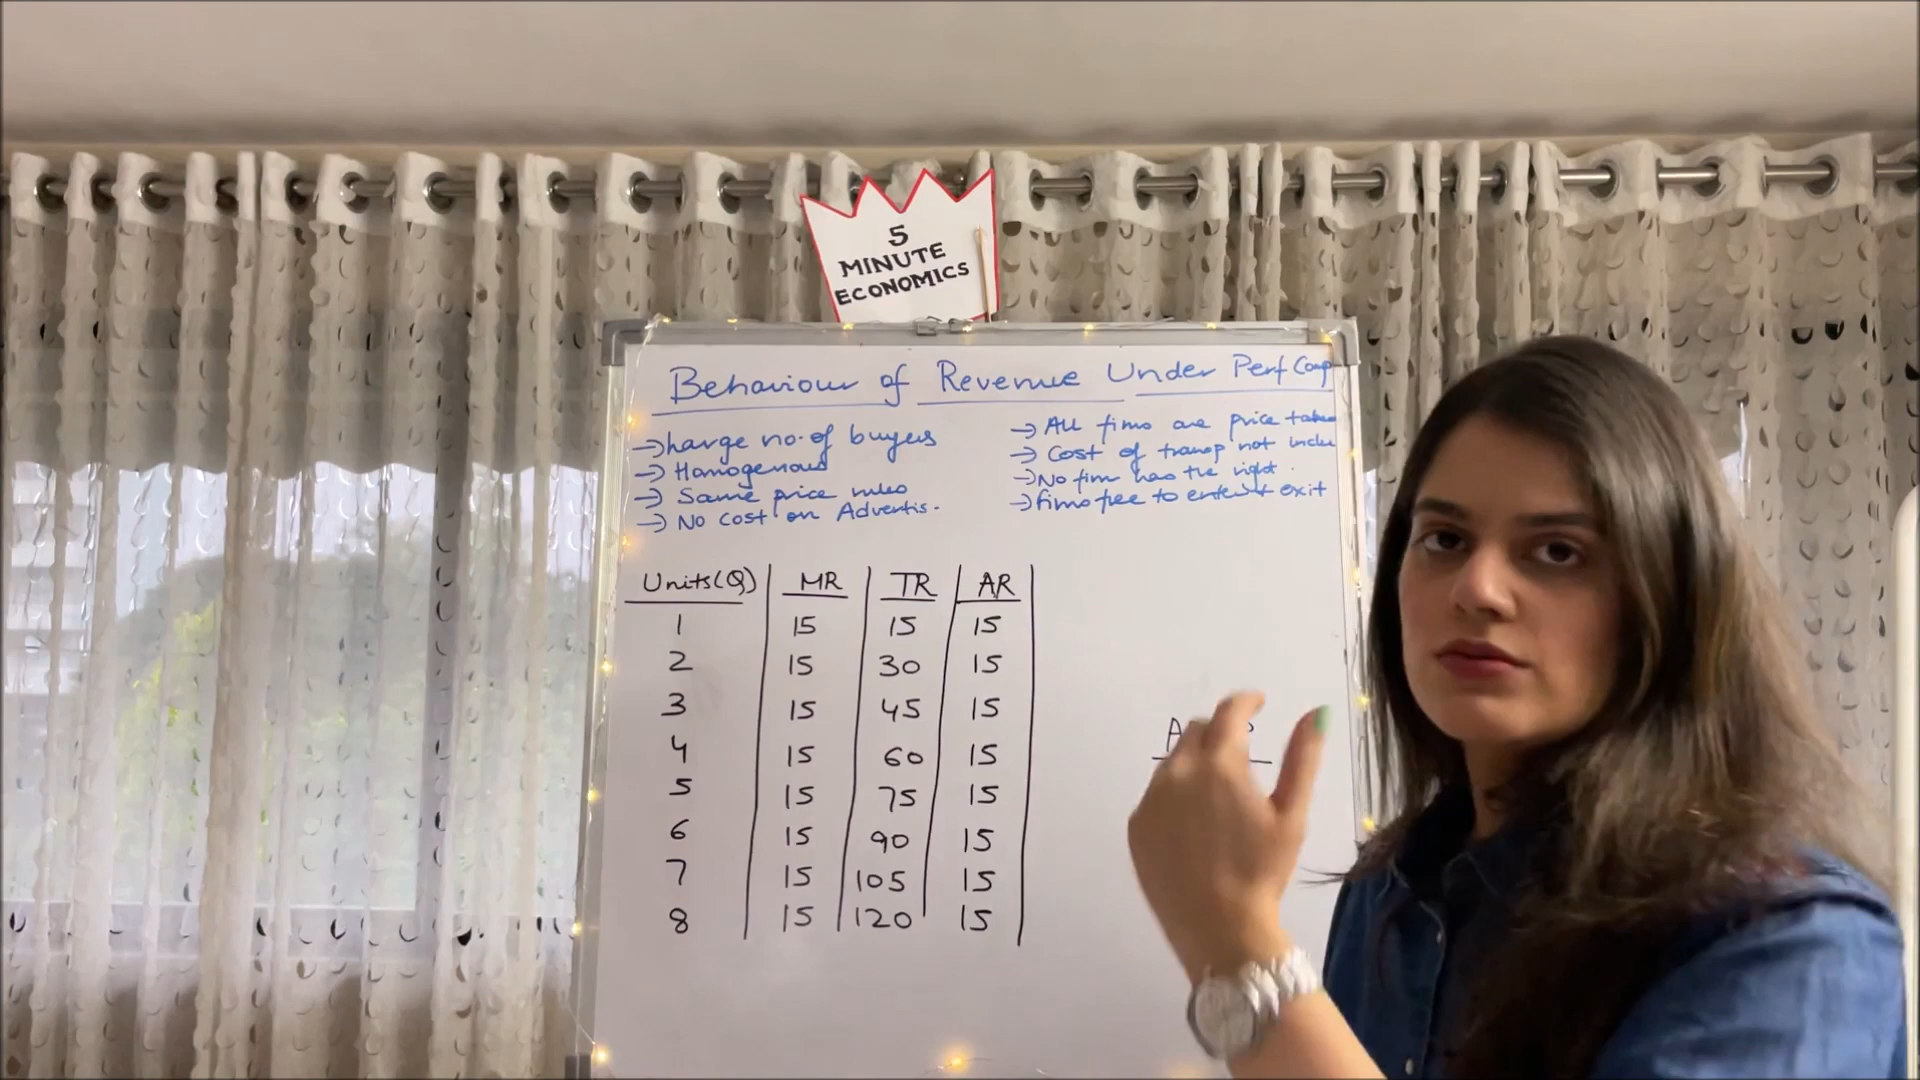 5
MINUTE
ECONOMICS
Behaviour of Revenue Under Perf Comp
→ Large no. of buyers
→ Homogenous
→ Same price rules
→ No cost on Advertis.
→ All firms are price
→ Cost of transp not
→ No firm has the right.
→ firms free to enter & exit
Units(Q) MR TR AR
1 15 15 15
2 15 30 15
3 15 45 15
4 15 60 15
5 15 75 15
6 15 90 15
7 15 105 15
8 15 120 15